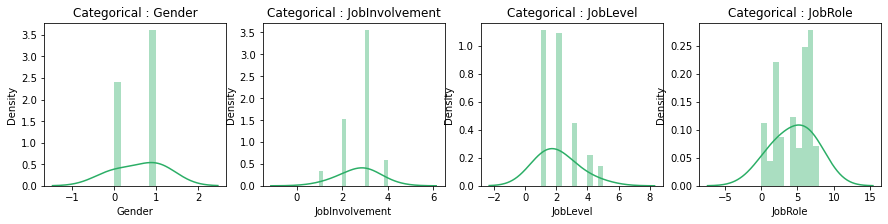 Categorical : Gender
Density
3.5
3.0
2.5
2.0
1.5
1.0
0.5
0.0
−1 0 1 2
Gender
Categorical : JobInvolvement
Density
3.5
3.0
2.5
2.0
1.5
1.0
0.5
0.0
0 2 4 6
JobInvolvement
Categorical : JobLevel
Density
1.0
0.8
0.6
0.4
0.2
0.0
−2 0 2 4 6 8
JobLevel
Categorical : JobRole
Density
0.25
0.20
0.15
0.10
0.05
0.00
−5 0 5 10 15
JobRole